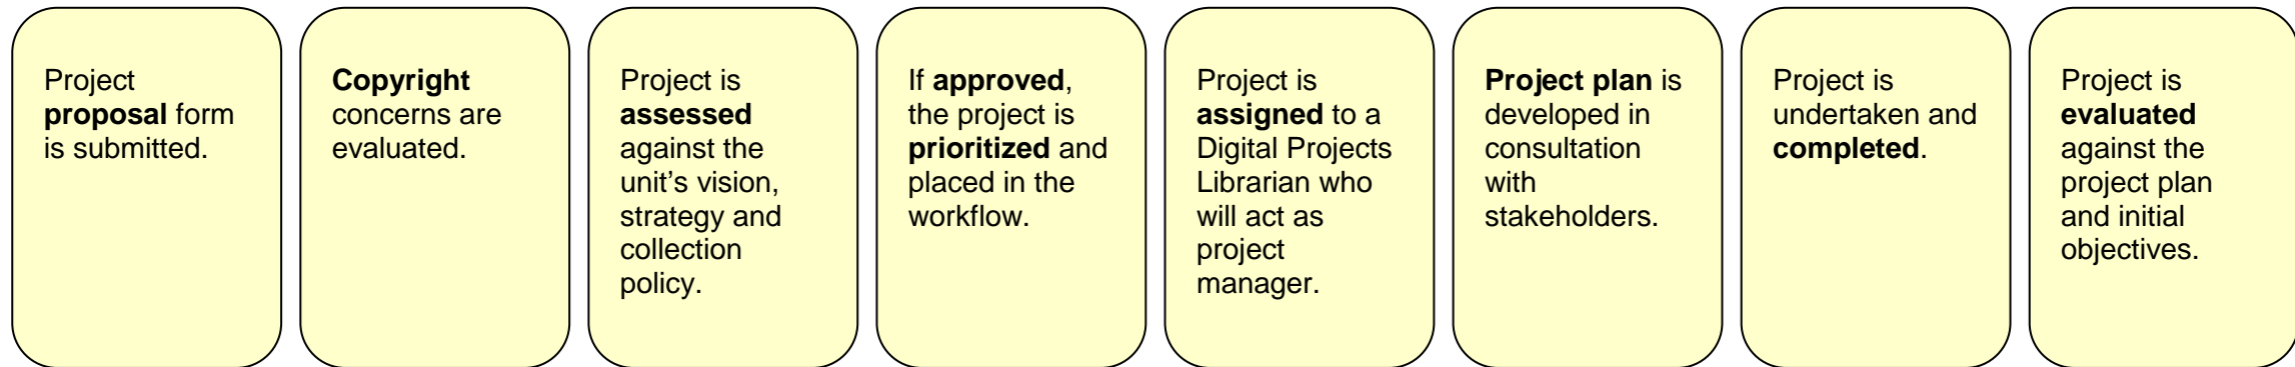 Project
proposal form
is submitted.
Copyright
concerns are
evaluated.
Project is
assessed
against the
unit’s vision,
strategy and
collection
policy.
If approved,
the project is
prioritized and
placed in the
workflow.
Project is
assigned to a
Digital Projects
Librarian who
will act as
project
manager.
Project plan is
developed in
consultation
with
stakeholders.
Project is
undertaken and
completed.
Project is
evaluated
against the
project plan
and initial
objectives.